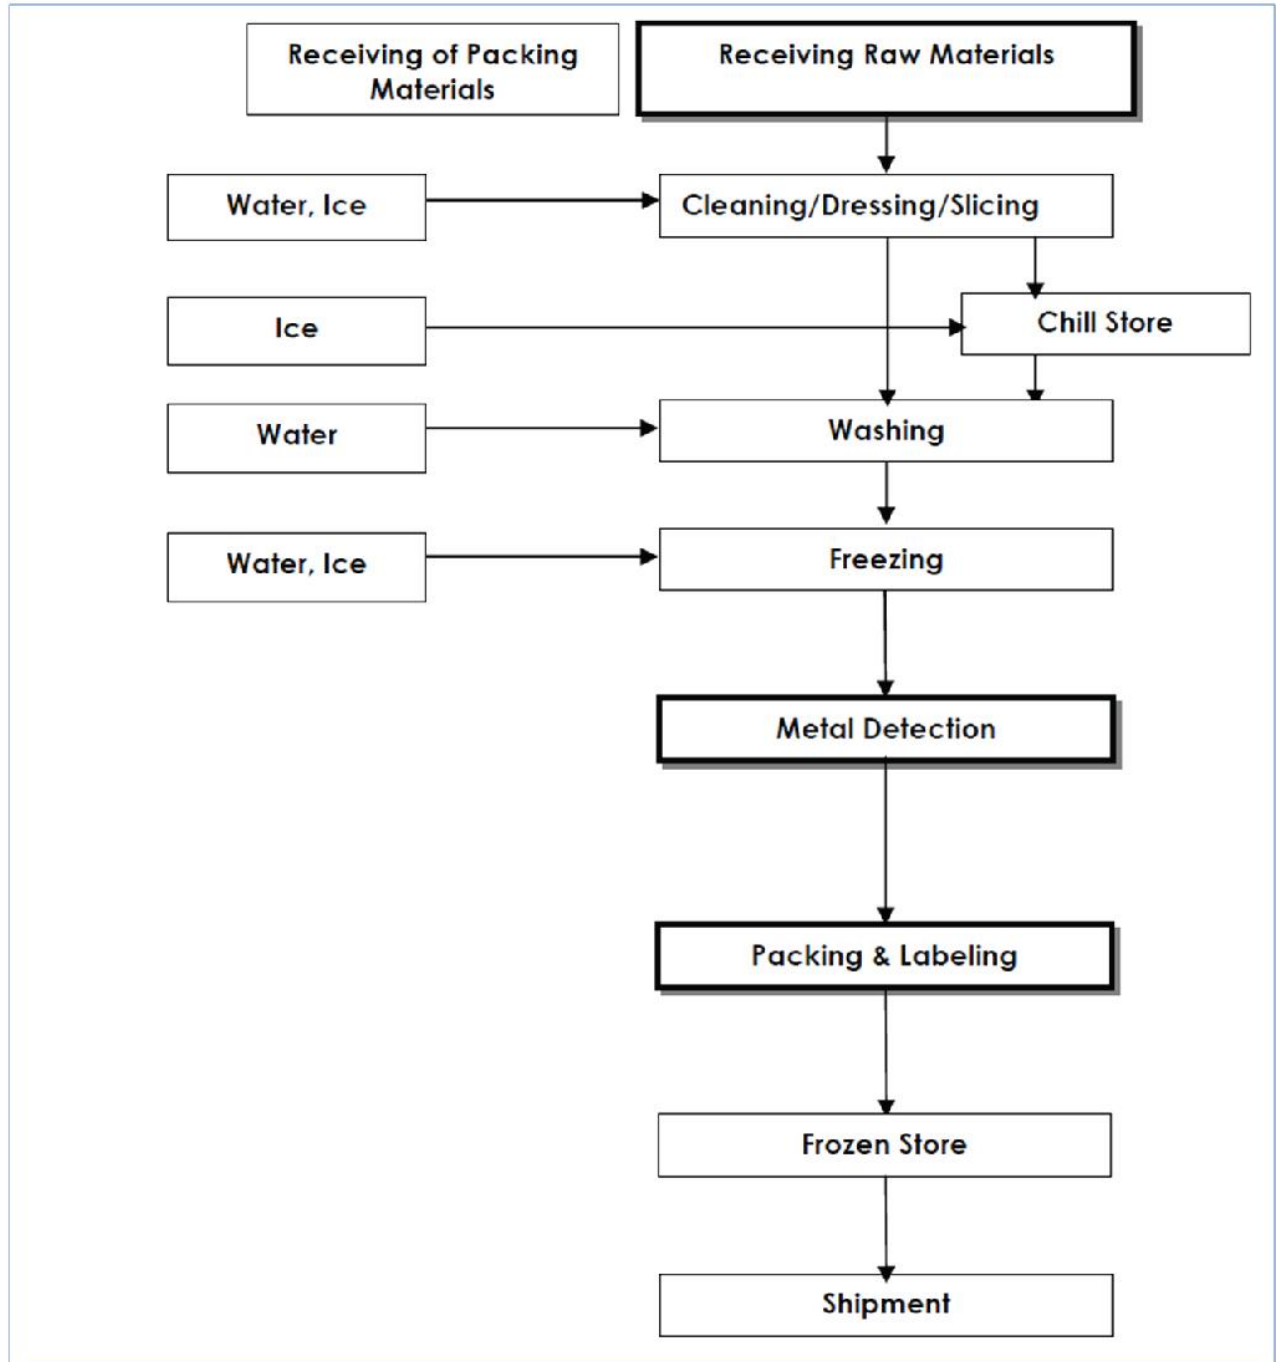 Receiving of Packing
Materials
Receiving Raw Materials
Water, Ice
Cleaning/Dressing/Slicing
Ice
Chill Store
Water
Washing
Water, Ice
Freezing
Metal Detection
Packing & Labeling
Frozen Store
Shipment